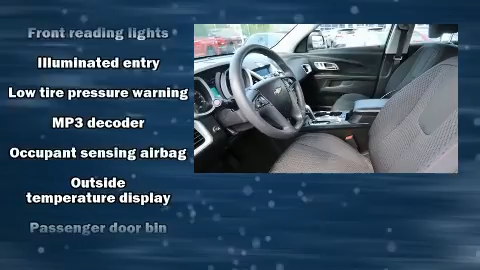 Front reading lights
Illuminated entry
Low tire pressure warning
MP3 decoder
Occupant sensing airbag
Outside
temperature display
Passenger door bin